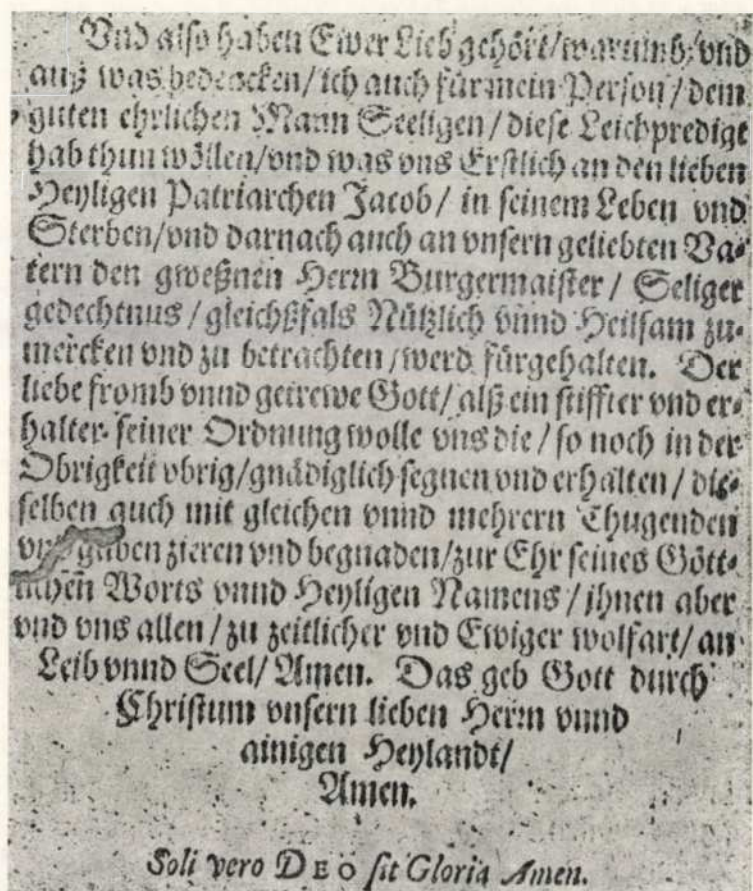 Vnd also haben Ewer Lieb gehört/warumb/vnd
auß was bedencken/ich auch für mein Person/dem
guten ehrlichen Mann Seeligen/diese Leichpredigt
hab thun wöllen/vnd was vns Erstlich an den lieben
Heyligen Patriarchen Jacob/ in seinem Leben vnd
Sterben/vnd darnach auch an vnsern geliebten Va-
tern den gweßnen Herrn Burgermaister/ Seliger
gedechtnus/gleichßfals Nützlich vnnd Heilsam zu-
mercken vnd zu betrachten/werd fürgehalten. Der
liebe fromb vnnd getrewe Gott/alß ein stiffter vnd er-
halter seiner Ordnung wolle vns die/so noch in der
Obrigkeit vbrig/gnädiglich segnen vnd erhalten/die-
selben auch mit gleichen vnnd mehrern Thugenden
gaben zieren vnd begnaden/zur Ehr seines Gött-
lichen Worts vnnd Heyligen Namens/jhnen aber
vnd vns allen/zu zeitlicher vnd Ewiger wolfart/an
Leib vnnd Seel/ Amen. Das geb Gott durch
Christum vnsern lieben Herrn vnnd
ainigen Heylandt/
Amen.
Soli vero DEO sit Gloria Amen.